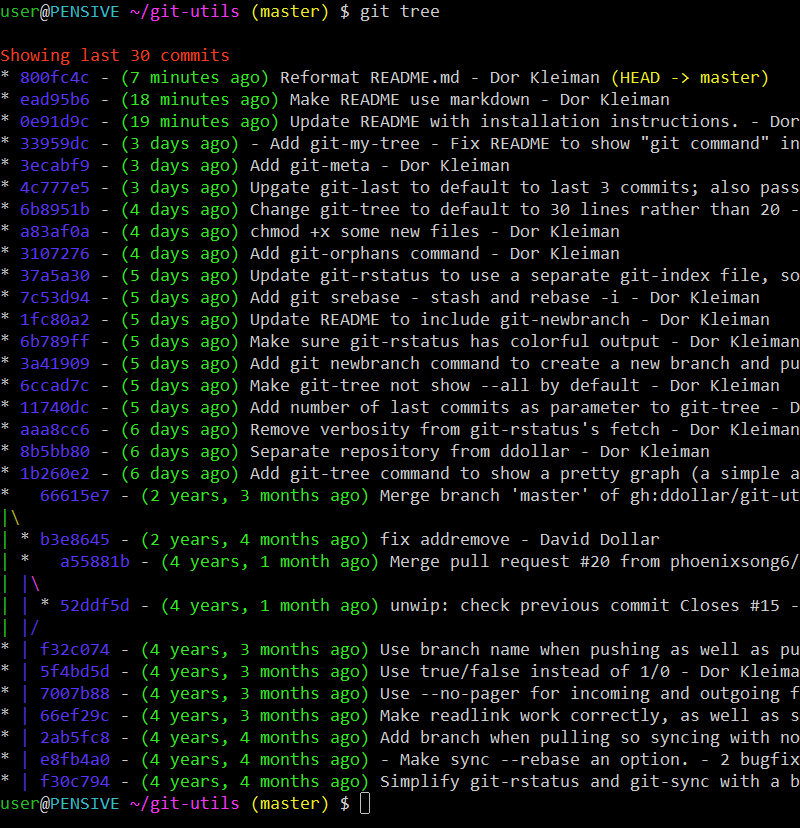 user@PENSIVE ~/git-utils (master) $ git tree
Showing last 30 commits
* 800fc4c - (7 minutes ago) Reformat README.md - Dor Kleiman (HEAD -> master)
* ead95b6 - (18 minutes ago) Make README use markdown - Dor Kleiman
* 0e91d9c - (19 minutes ago) Update README with installation instructions. - Dor
* 33959dc - (3 days ago) - Add git-my-tree - Fix README to show "git command" in
* 3ecabf9 - (3 days ago) Add git-meta - Dor Kleiman
* 4c777e5 - (3 days ago) Upgate git-last to default to last 3 commits; also pass
* 6b8951b - (4 days ago) Change git-tree to default to 30 lines rather than 20 -
* a83af0a - (4 days ago) chmod +x some new files - Dor Kleiman
* 3107276 - (4 days ago) Add git-orphans command - Dor Kleiman
* 37a5a30 - (5 days ago) Update git-rstatus to use a separate git-index file, so
* 7c53d94 - (5 days ago) Add git srebase - stash and rebase -i - Dor Kleiman
* 1fc80a2 - (5 days ago) Update README to include git-newbranch - Dor Kleiman
* 6b789ff - (5 days ago) Make sure git-rstatus has colorful output - Dor Kleiman
* 3a41909 - (5 days ago) Add git newbranch command to create a new branch and pu
* 6ccad7c - (5 days ago) Make git-tree not show --all by default - Dor Kleiman
* 11740dc - (5 days ago) Add number of last commits as parameter to git-tree - D
* aaa8cc6 - (6 days ago) Remove verbosity from git-rstatus's fetch - Dor Kleiman
* 8b5bb80 - (6 days ago) Separate repository from ddollar - Dor Kleiman
* 1b260e2 - (6 days ago) Add git-tree command to show a pretty graph (a simple a
*   66615e7 - (2 years, 3 months ago) Merge branch 'master' of gh:ddollar/git-ut
|\
| * b3e8645 - (2 years, 4 months ago) fix addremove - David Dollar
| *   a55881b - (4 years, 1 month ago) Merge pull request #20 from phoenixsong6/
| |\
| | * 52ddf5d - (4 years, 1 month ago) unwip: check previous commit Closes #15 -
| |/
* | f32c074 - (4 years, 3 months ago) Use branch name when pushing as well as pu
* | 5f4bd5d - (4 years, 3 months ago) Use true/false instead of 1/0 - Dor Kleima
* | 7007b88 - (4 years, 3 months ago) Use --no-pager for incoming and outgoing f
* | 66ef29c - (4 years, 3 months ago) Make readlink work correctly, as well as s
* | 2ab5fc8 - (4 years, 4 months ago) Add branch when pulling so syncing with no
* | e8fb4a0 - (4 years, 4 months ago) - Make sync --rebase an option. - 2 bugfix
* | f30c794 - (4 years, 4 months ago) Simplify git-rstatus and git-sync with a b
user@PENSIVE ~/git-utils (master) $